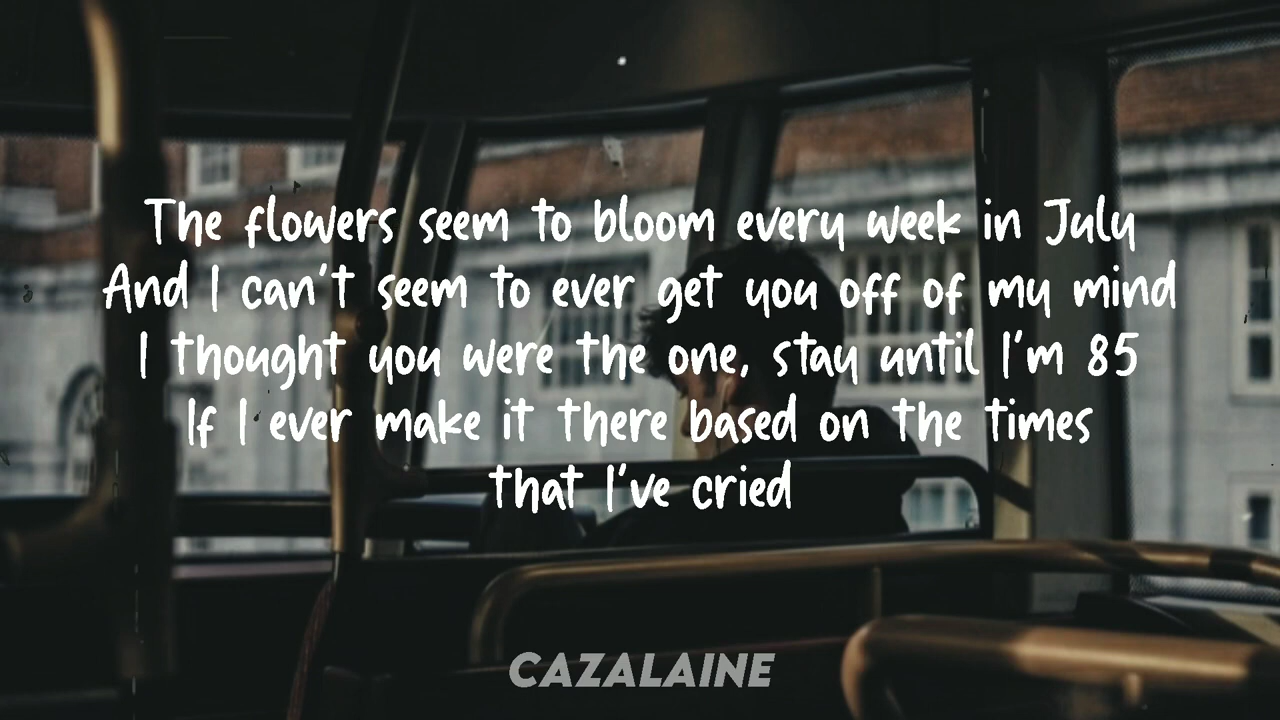 The flowers seem to bloom every week in July
And I can't seem to ever get you off of my mind
I thought you were the one, stay until I'm 85
If I ever make it there based on the times
that I've cried
CAZALAINE